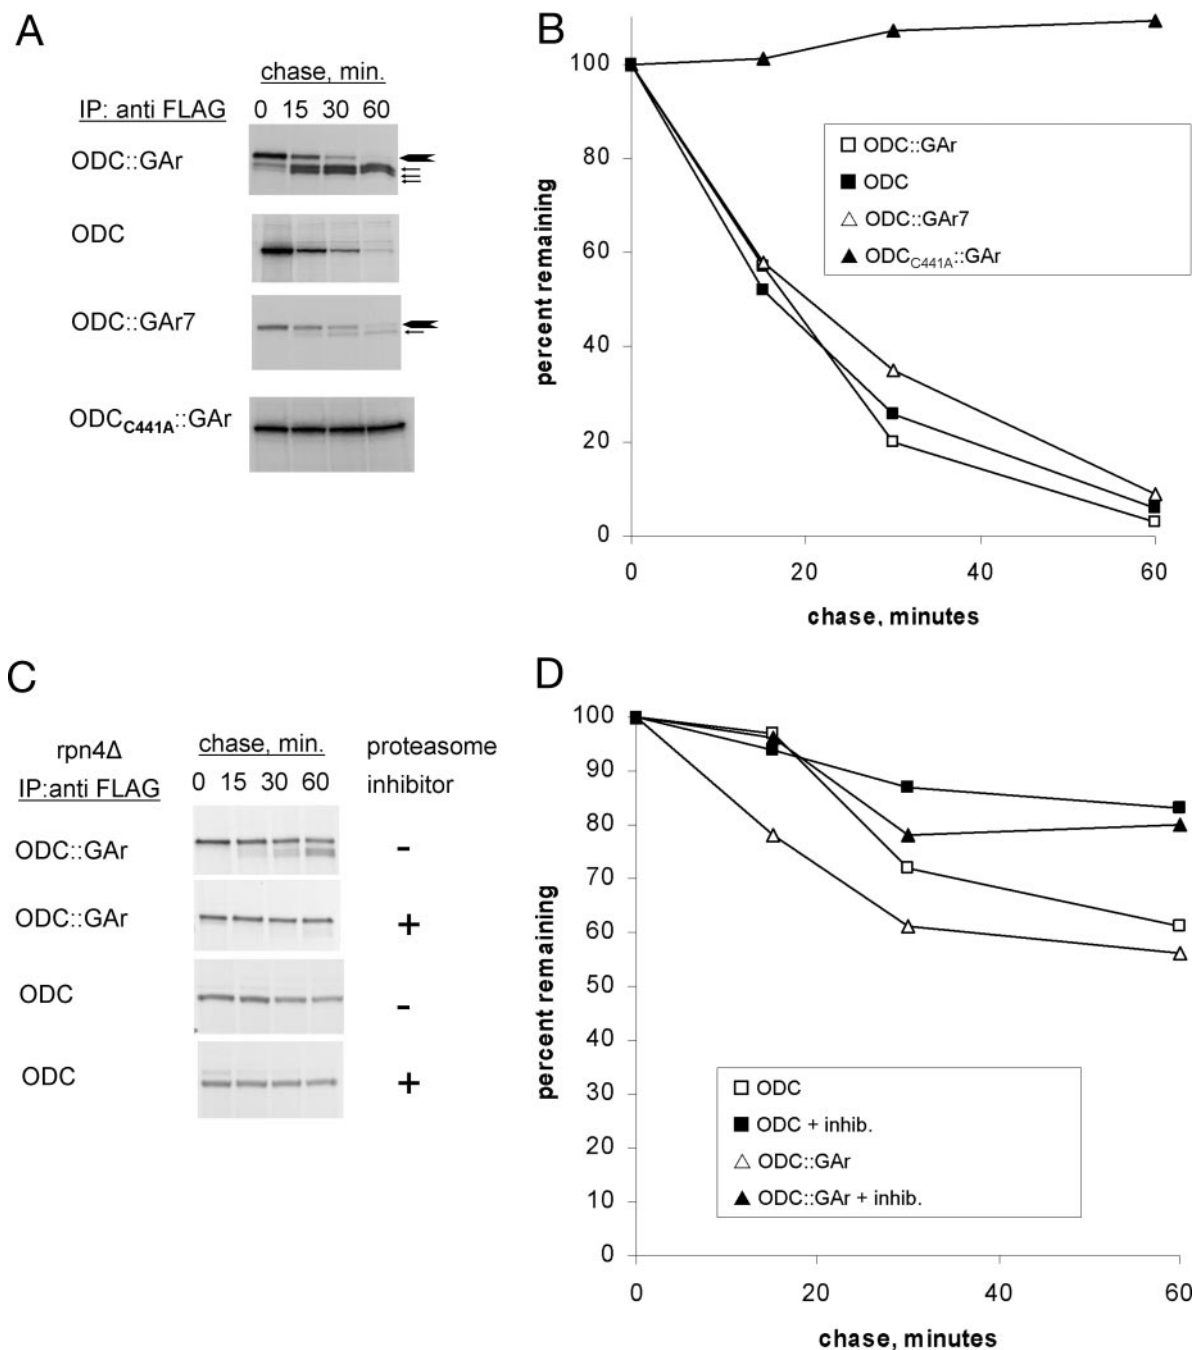 A
chase, min.
IP: anti FLAG 0 15 30 60
ODC::GAr
ODC
ODC::GAr7
ODCC441A::GAr
B
percent remaining
100
80
60
40
20
0
0 20 40 60
chase, minutes
ODC::GAr
ODC
ODC::GAr7
ODCC441A::GAr
C
rpn4Δ chase, min. proteasome
IP:anti FLAG 0 15 30 60 inhibitor
ODC::GAr -
ODC::GAr +
ODC -
ODC +
D
percent remaining
100
90
80
70
60
50
40
30
20
10
0
0 20 40 60
chase, minutes
ODC
ODC + inhib.
ODC::GAr
ODC::GAr + inhib.